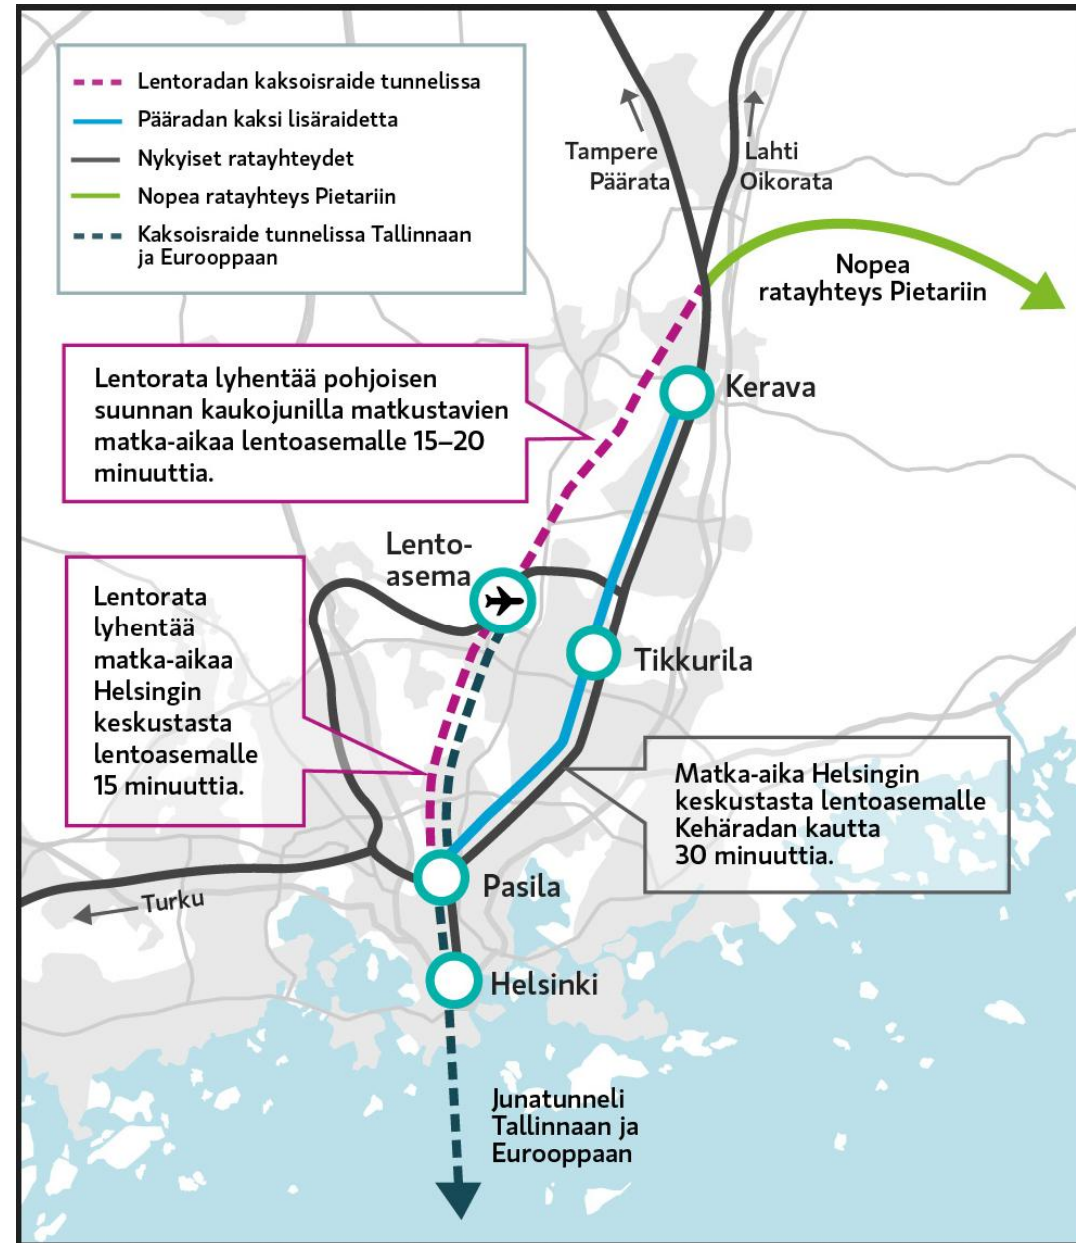 Lentoradan kaksoisraide tunnelissa
Pääradan kaksi lisäraidetta
Nykyiset ratayhteydet
Nopea ratayhteys Pietariin
Kaksoisraide tunnelissa Tallinnaan
ja Eurooppaan
Tampere
Päärata
Lahti
Oikorata
Nopea
ratayhteys Pietariin
Lentorata lyhentää pohjoisen
suunnan kaukojunilla matkustavien
matka-aikaa lentoasemalle 15–20
minuuttia.
Kerava
Lento-
asema
Lentorata
lyhentää
matka-aikaa
Helsingin
keskustasta
lentoasemalle
15 minuuttia.
Tikkurila
Matka-aika Helsingin
keskustasta lentoasemalle
Kehäradan kautta
30 minuuttia.
Pasila
Turku
Helsinki
Junatunneli
Tallinnaan ja
Eurooppaan